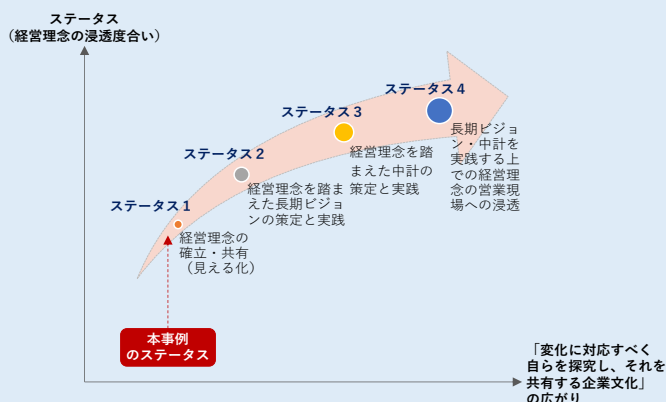 ステータス
(経営理念の浸透度合い)
ステータス4
ステータス3
長期ビジョ
ン・中計を
実践する上
での経営理
念の営業現
場への浸透
経営理念を踏
まえた中計の
策定と実践
ステータス2
経営理念を踏ま
えた長期ビジョ
ンの策定と実践
ステータス1
経営理念の
確立・共有
(見える化)
本事例
のステータス
「変化に対応すべく
自らを探究し、それを
共有する企業文化」
の広がり